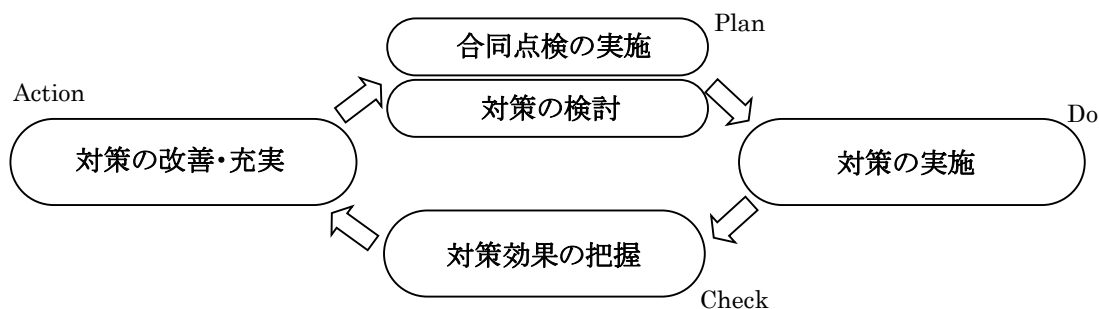 合同点検の実施
Plan
対策の検討
Action
Do
対策の改善・充実
対策の実施
対策効果の把握
Check